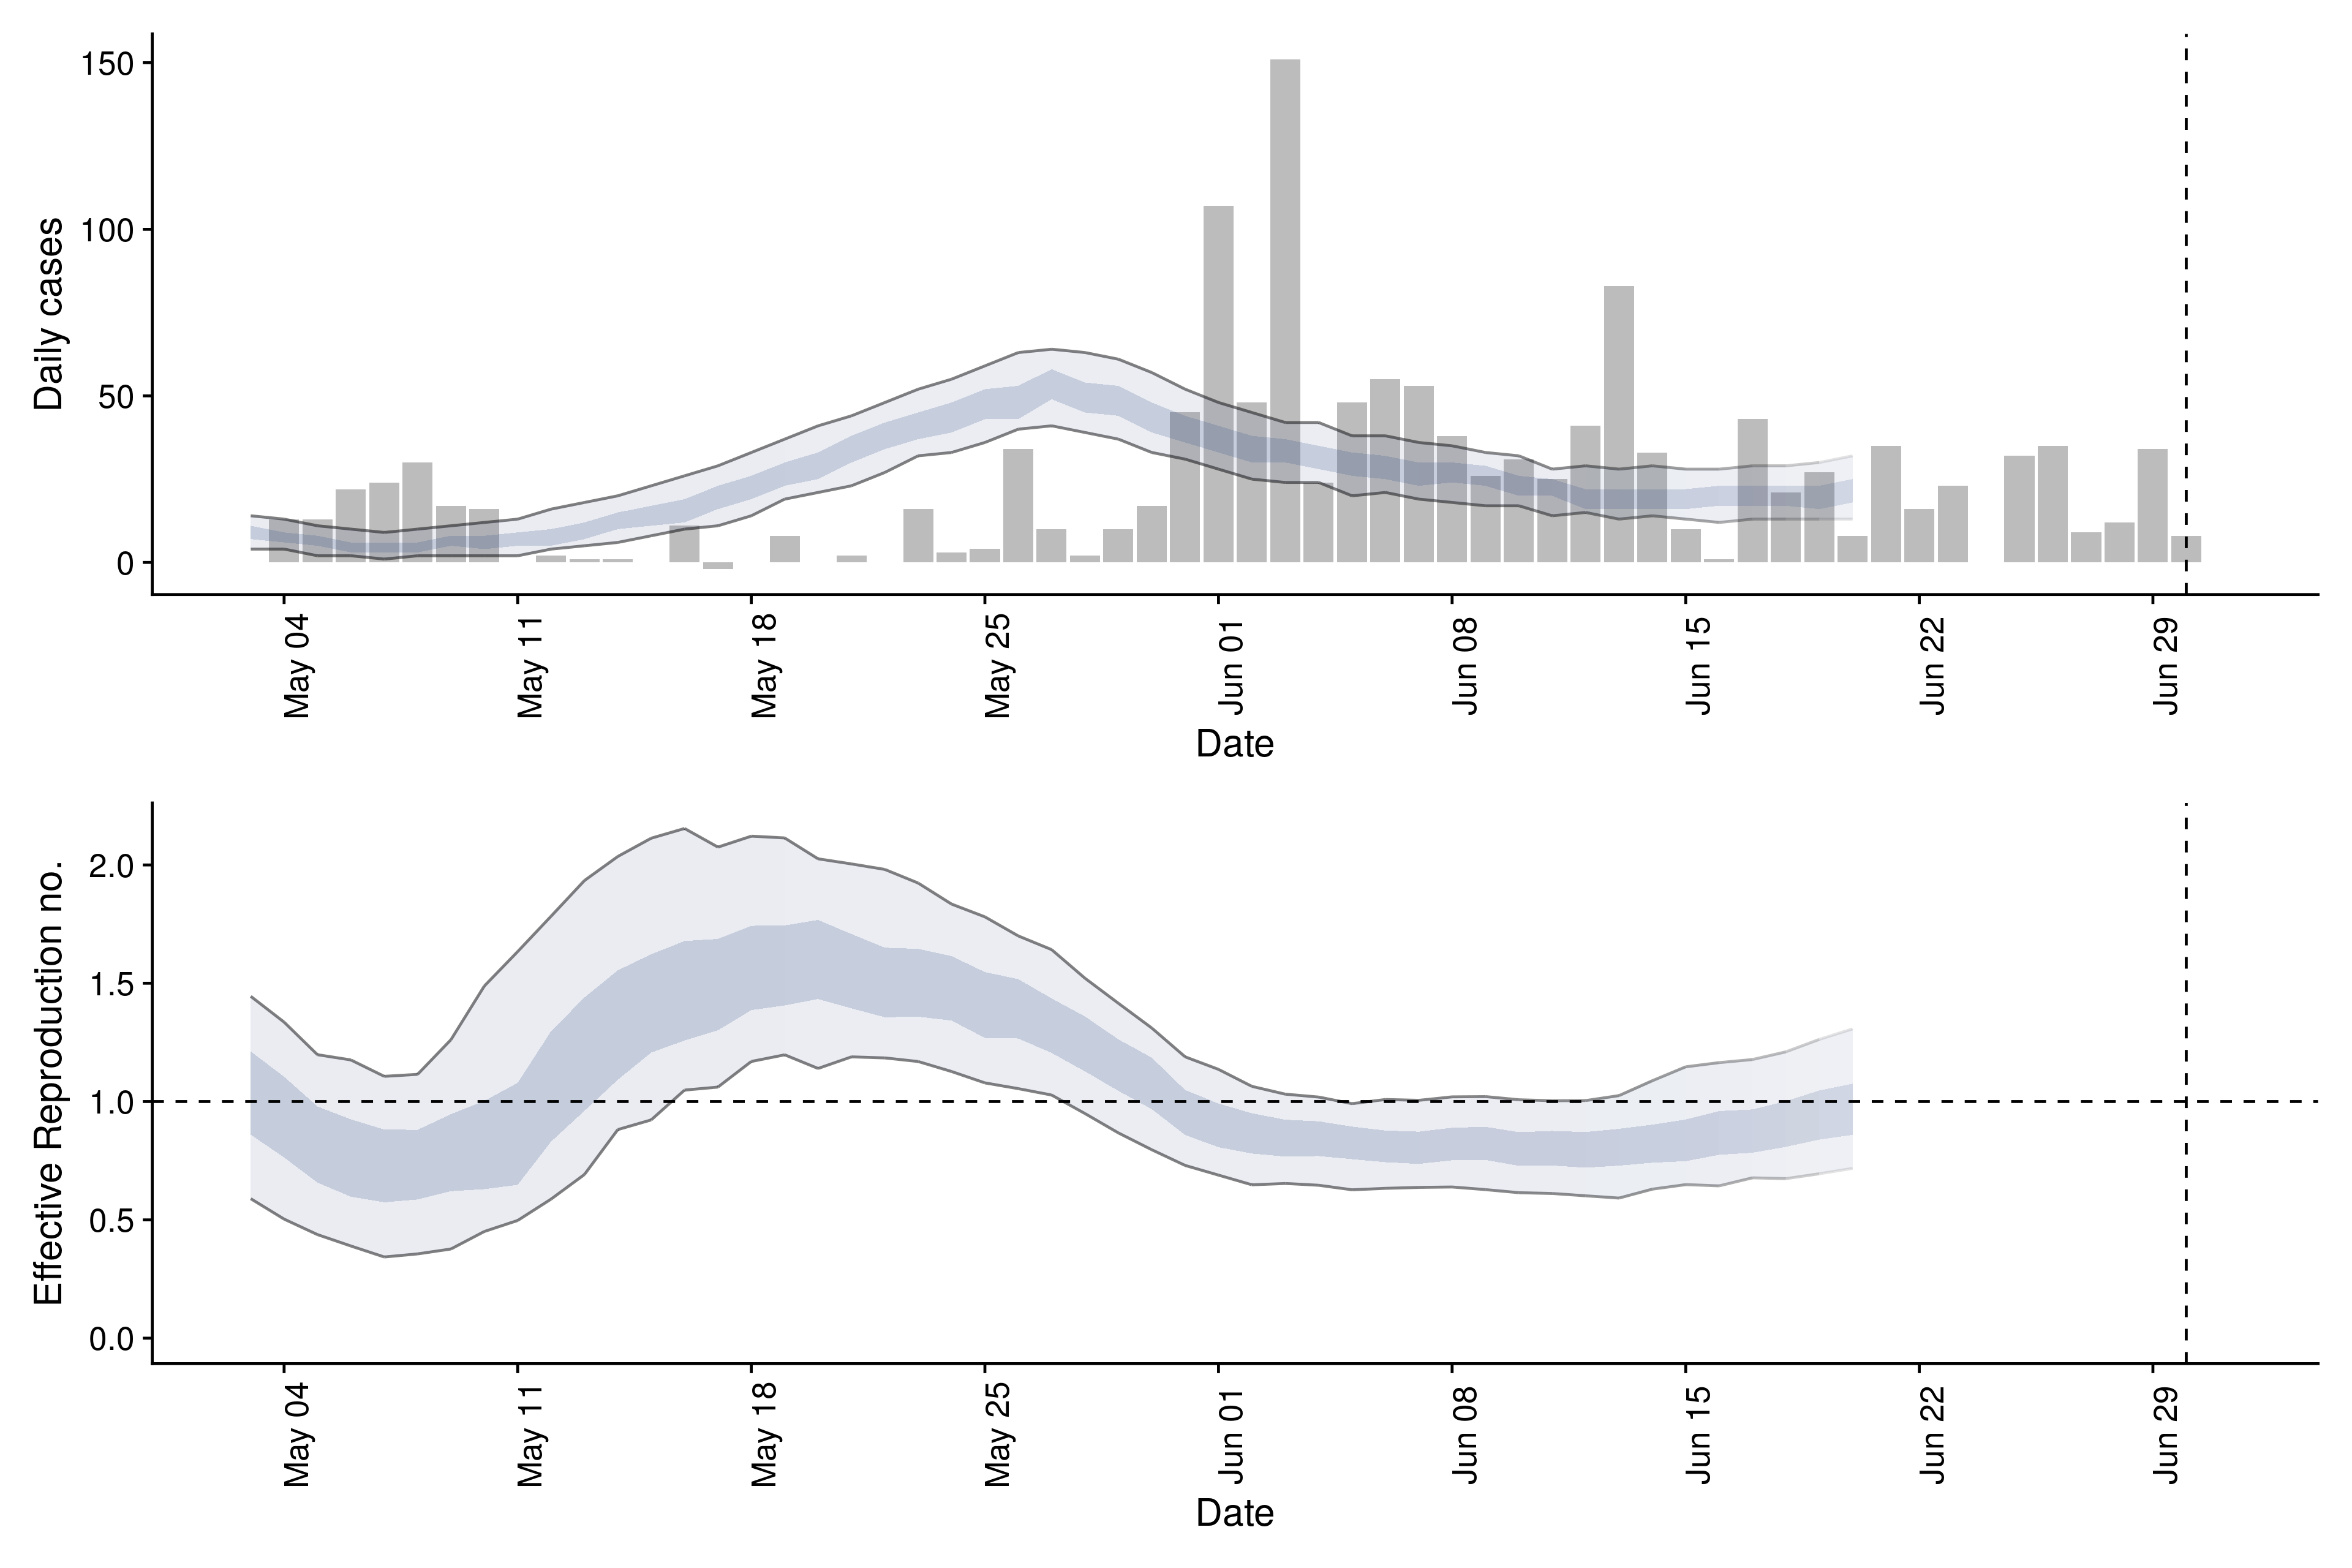 Daily cases
150
100
50
0
May 04
May 11
May 18
May 25
Jun 01
Jun 08
Jun 15
Jun 22
Jun 29
Date
Effective Reproduction no.
2.0
1.5
1.0
0.5
0.0
May 04
May 11
May 18
May 25
Jun 01
Jun 08
Jun 15
Jun 22
Jun 29
Date